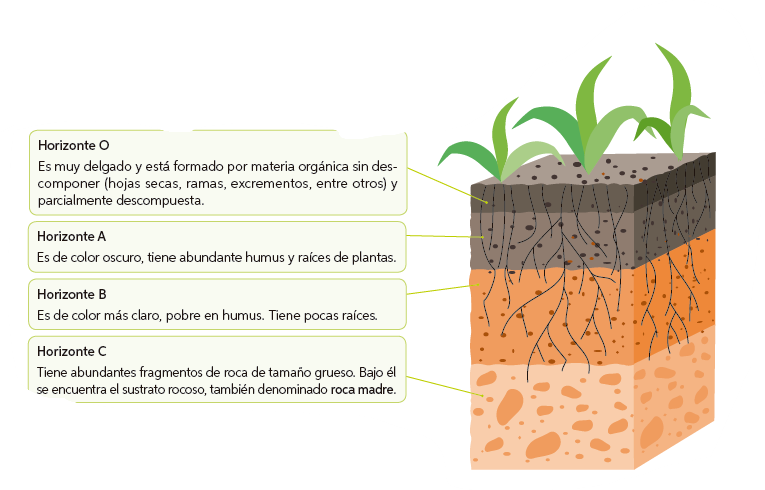 Horizonte O
Es muy delgado y está formado por materia orgánica sin des-
componer (hojas secas, ramas, excrementos, entre otros) y
parcialmente descompuesta.
Horizonte A
Es de color oscuro, tiene abundante humus y raíces de plantas.
Horizonte B
Es de color más claro, pobre en humus. Tiene pocas raíces.
Horizonte C
Tiene abundantes fragmentos de roca de tamaño grueso. Bajo él
se encuentra el sustrato rocoso, también denominado roca madre.